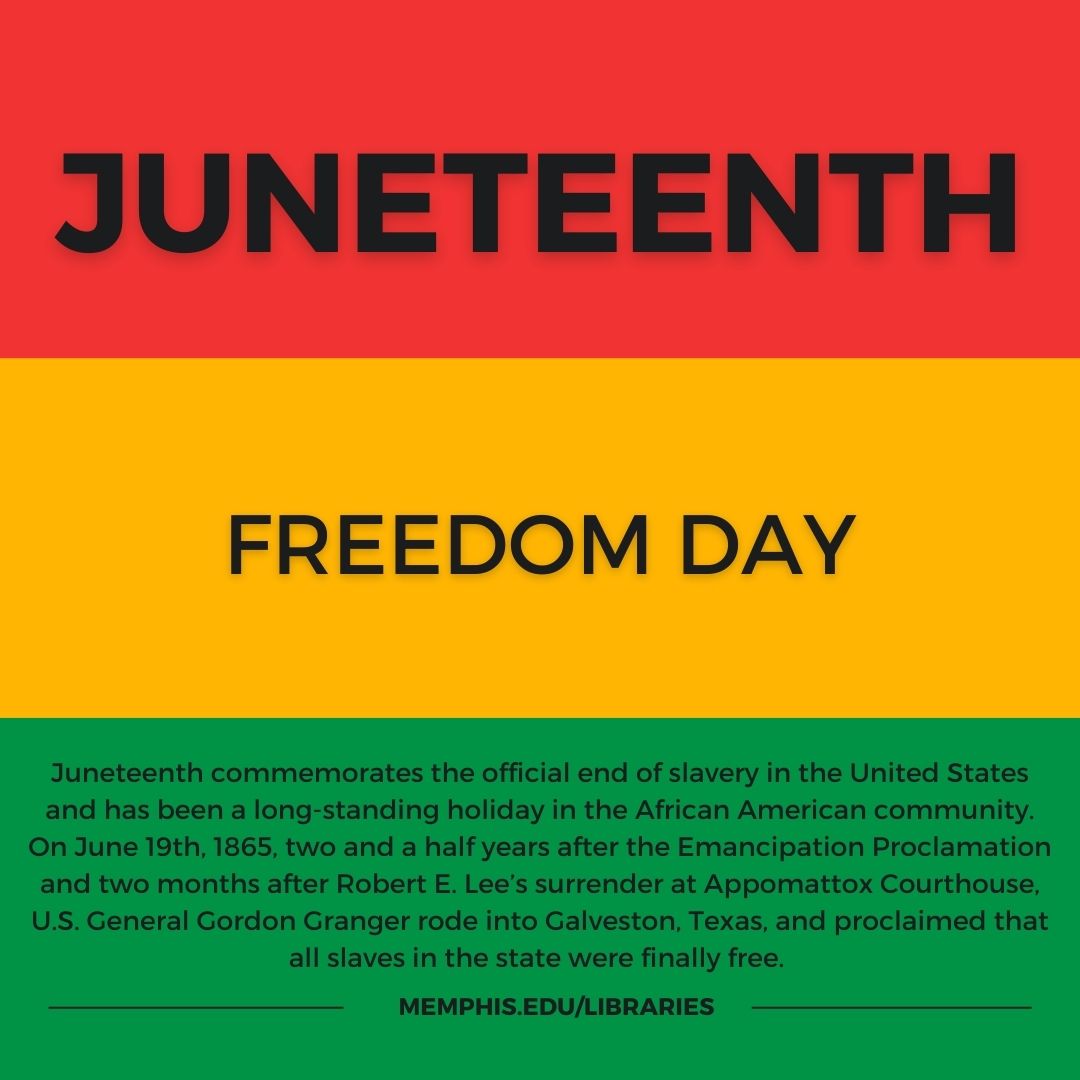 JUNETEENTH
FREEDOM DAY
Juneteenth commemorates the official end of slavery in the United States
and has been a long-standing holiday in the African American community.
On June 19th, 1865, two and a half years after the Emancipation Proclamation
and two months after Robert E. Lee’s surrender at Appomattox Courthouse,
U.S. General Gordon Granger rode into Galveston, Texas, and proclaimed that
all slaves in the state were finally free.
MEMPHIS.EDU/LIBRARIES